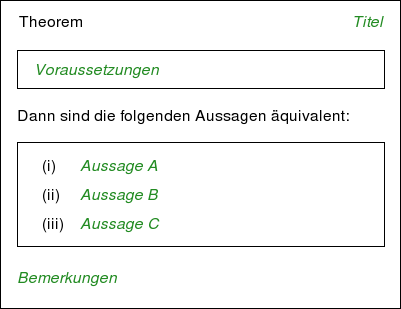 Theorem Titel
Voraussetzungen
Dann sind die folgenden Aussagen äquivalent:
(i) Aussage A
(ii) Aussage B
(iii) Aussage C
Bemerkungen